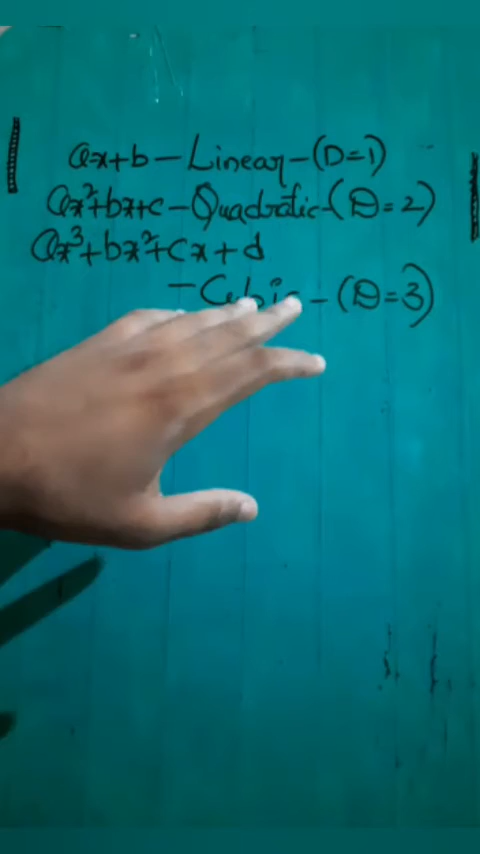 ax+b - Linear - (D=1)
ax²+bx+c - Quadratic - (D=2)
ax³+bx²+cx+d
- Cubic - (D=3)